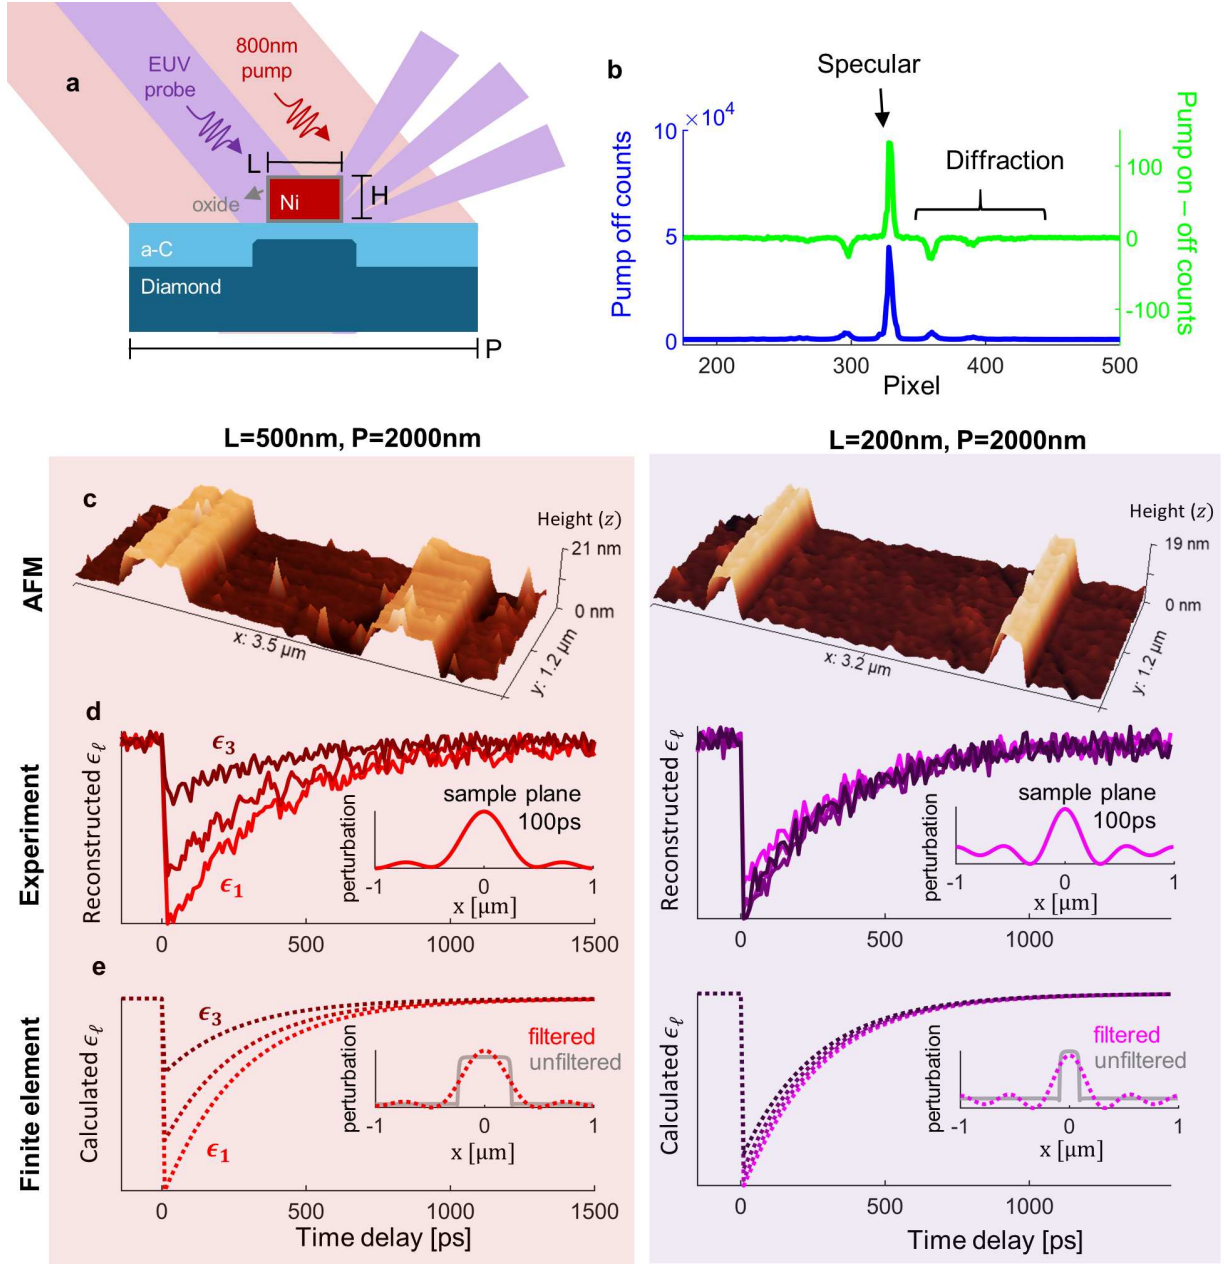 a
EUV
probe
800nm
pump
L
H
oxide
Ni
a-C
Diamond
P
b
Specular
Diffraction
×10⁴
10
5
0
Pump off counts
100
0
-100
Pump on − off counts
200
300
400
500
Pixel
L=500nm, P=2000nm
L=200nm, P=2000nm
AFM
c
Height (z)
21 nm
0 nm
x: 3.5 µm
y: 1.2 µm
Height (z)
19 nm
0 nm
x: 3.2 µm
y: 1.2 µm
Experiment
d
Reconstructed ϵℓ
ϵ3
ϵ1
sample plane
100ps
perturbation
-1
0
1
x [µm]
0
500
1000
1500
Reconstructed ϵℓ
sample plane
100ps
perturbation
-1
0
1
x [µm]
0
500
1000
Finite element
e
Calculated ϵℓ
ϵ3
ϵ1
filtered
unfiltered
perturbation
-1
0
1
x [µm]
0
500
1000
1500
Time delay [ps]
Calculated ϵℓ
filtered
unfiltered
perturbation
-1
0
1
x [µm]
0
500
1000
Time delay [ps]